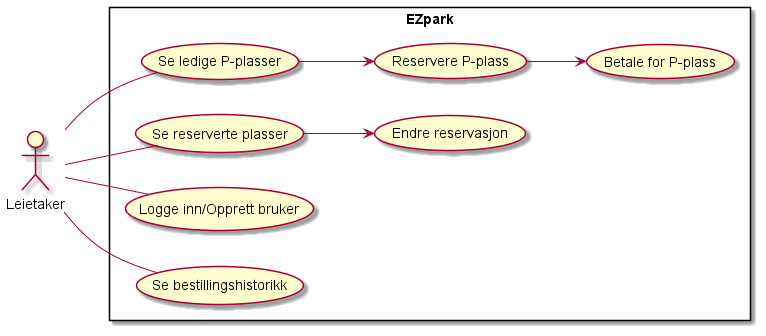 EZpark
Se ledige P-plasser
Reservere P-plass
Betale for P-plass
Se reserverte plasser
Endre reservasjon
Leietaker
Logge inn/Opprett bruker
Se bestillingshistorikk